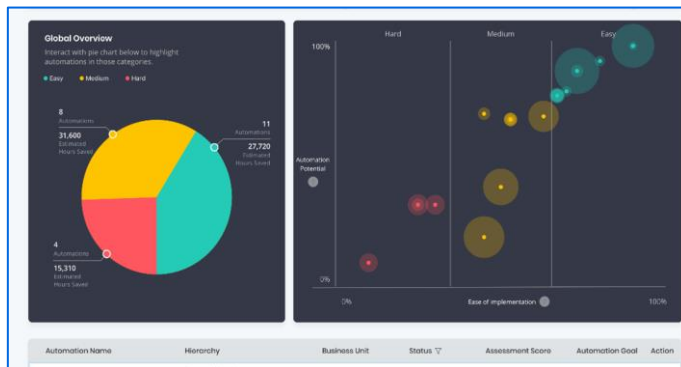 Global Overview
Interact with pie chart below to highlight
automations in those categories.
Easy Medium Hard
8
Automations
31,600
Estimated
Hours Saved
11
Automations
27,720
Estimated
Hours Saved
4
Automations
15,310
Estimated
Hours Saved
Hard Medium Easy
100%
Automation
Potential
0%
0% Ease of implementation 100%
Automation Name Hierarchy Business Unit Status Assessment Score Automation Goal Action